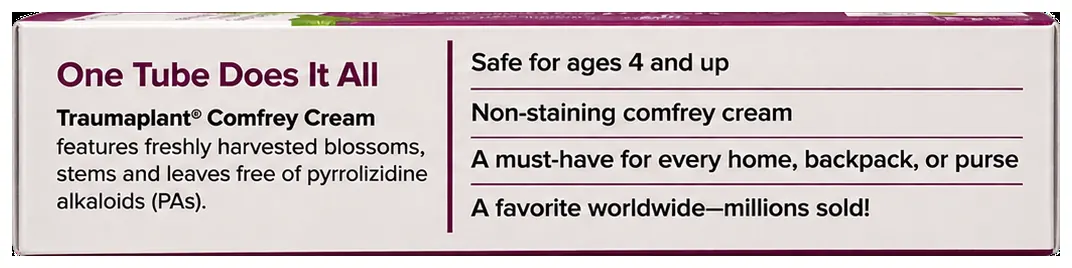 One Tube Does It All
Traumaplant® Comfrey Cream
features freshly harvested blossoms,
stems and leaves free of pyrrolizidine
alkaloids (PAs).
Safe for ages 4 and up
Non-staining comfrey cream
A must-have for every home, backpack, or purse
A favorite worldwide—millions sold!